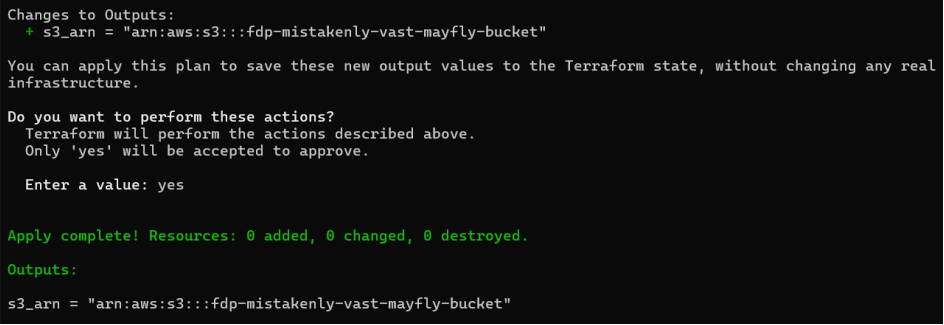 Changes to Outputs:
+ s3_arn = "arn:aws:s3:::fdp-mistakenly-vast-mayfly-bucket"
You can apply this plan to save these new output values to the Terraform state, without changing any real
infrastructure.
Do you want to perform these actions?
Terraform will perform the actions described above.
Only 'yes' will be accepted to approve.
Enter a value: yes
Apply complete! Resources: 0 added, 0 changed, 0 destroyed.
Outputs:
s3_arn = "arn:aws:s3:::fdp-mistakenly-vast-mayfly-bucket"